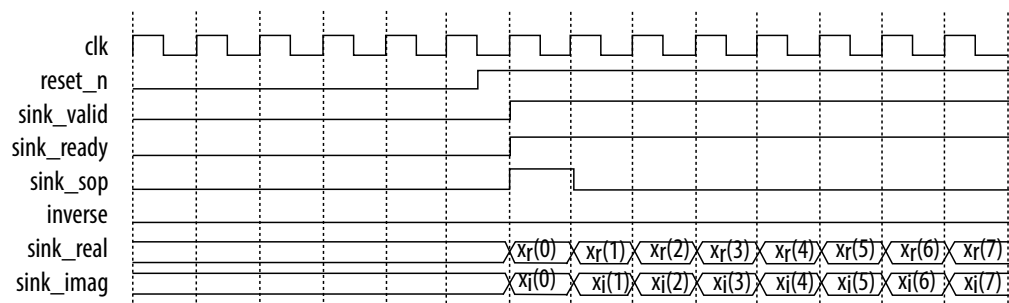 clk
reset_n
sink_valid
sink_ready
sink_sop
inverse
sink_real xr(0) xr(1) xr(2) xr(3) xr(4) xr(5) xr(6) xr(7)
sink_imag xi(0) xi(1) xi(2) xi(3) xi(4) xi(5) xi(6) xi(7)